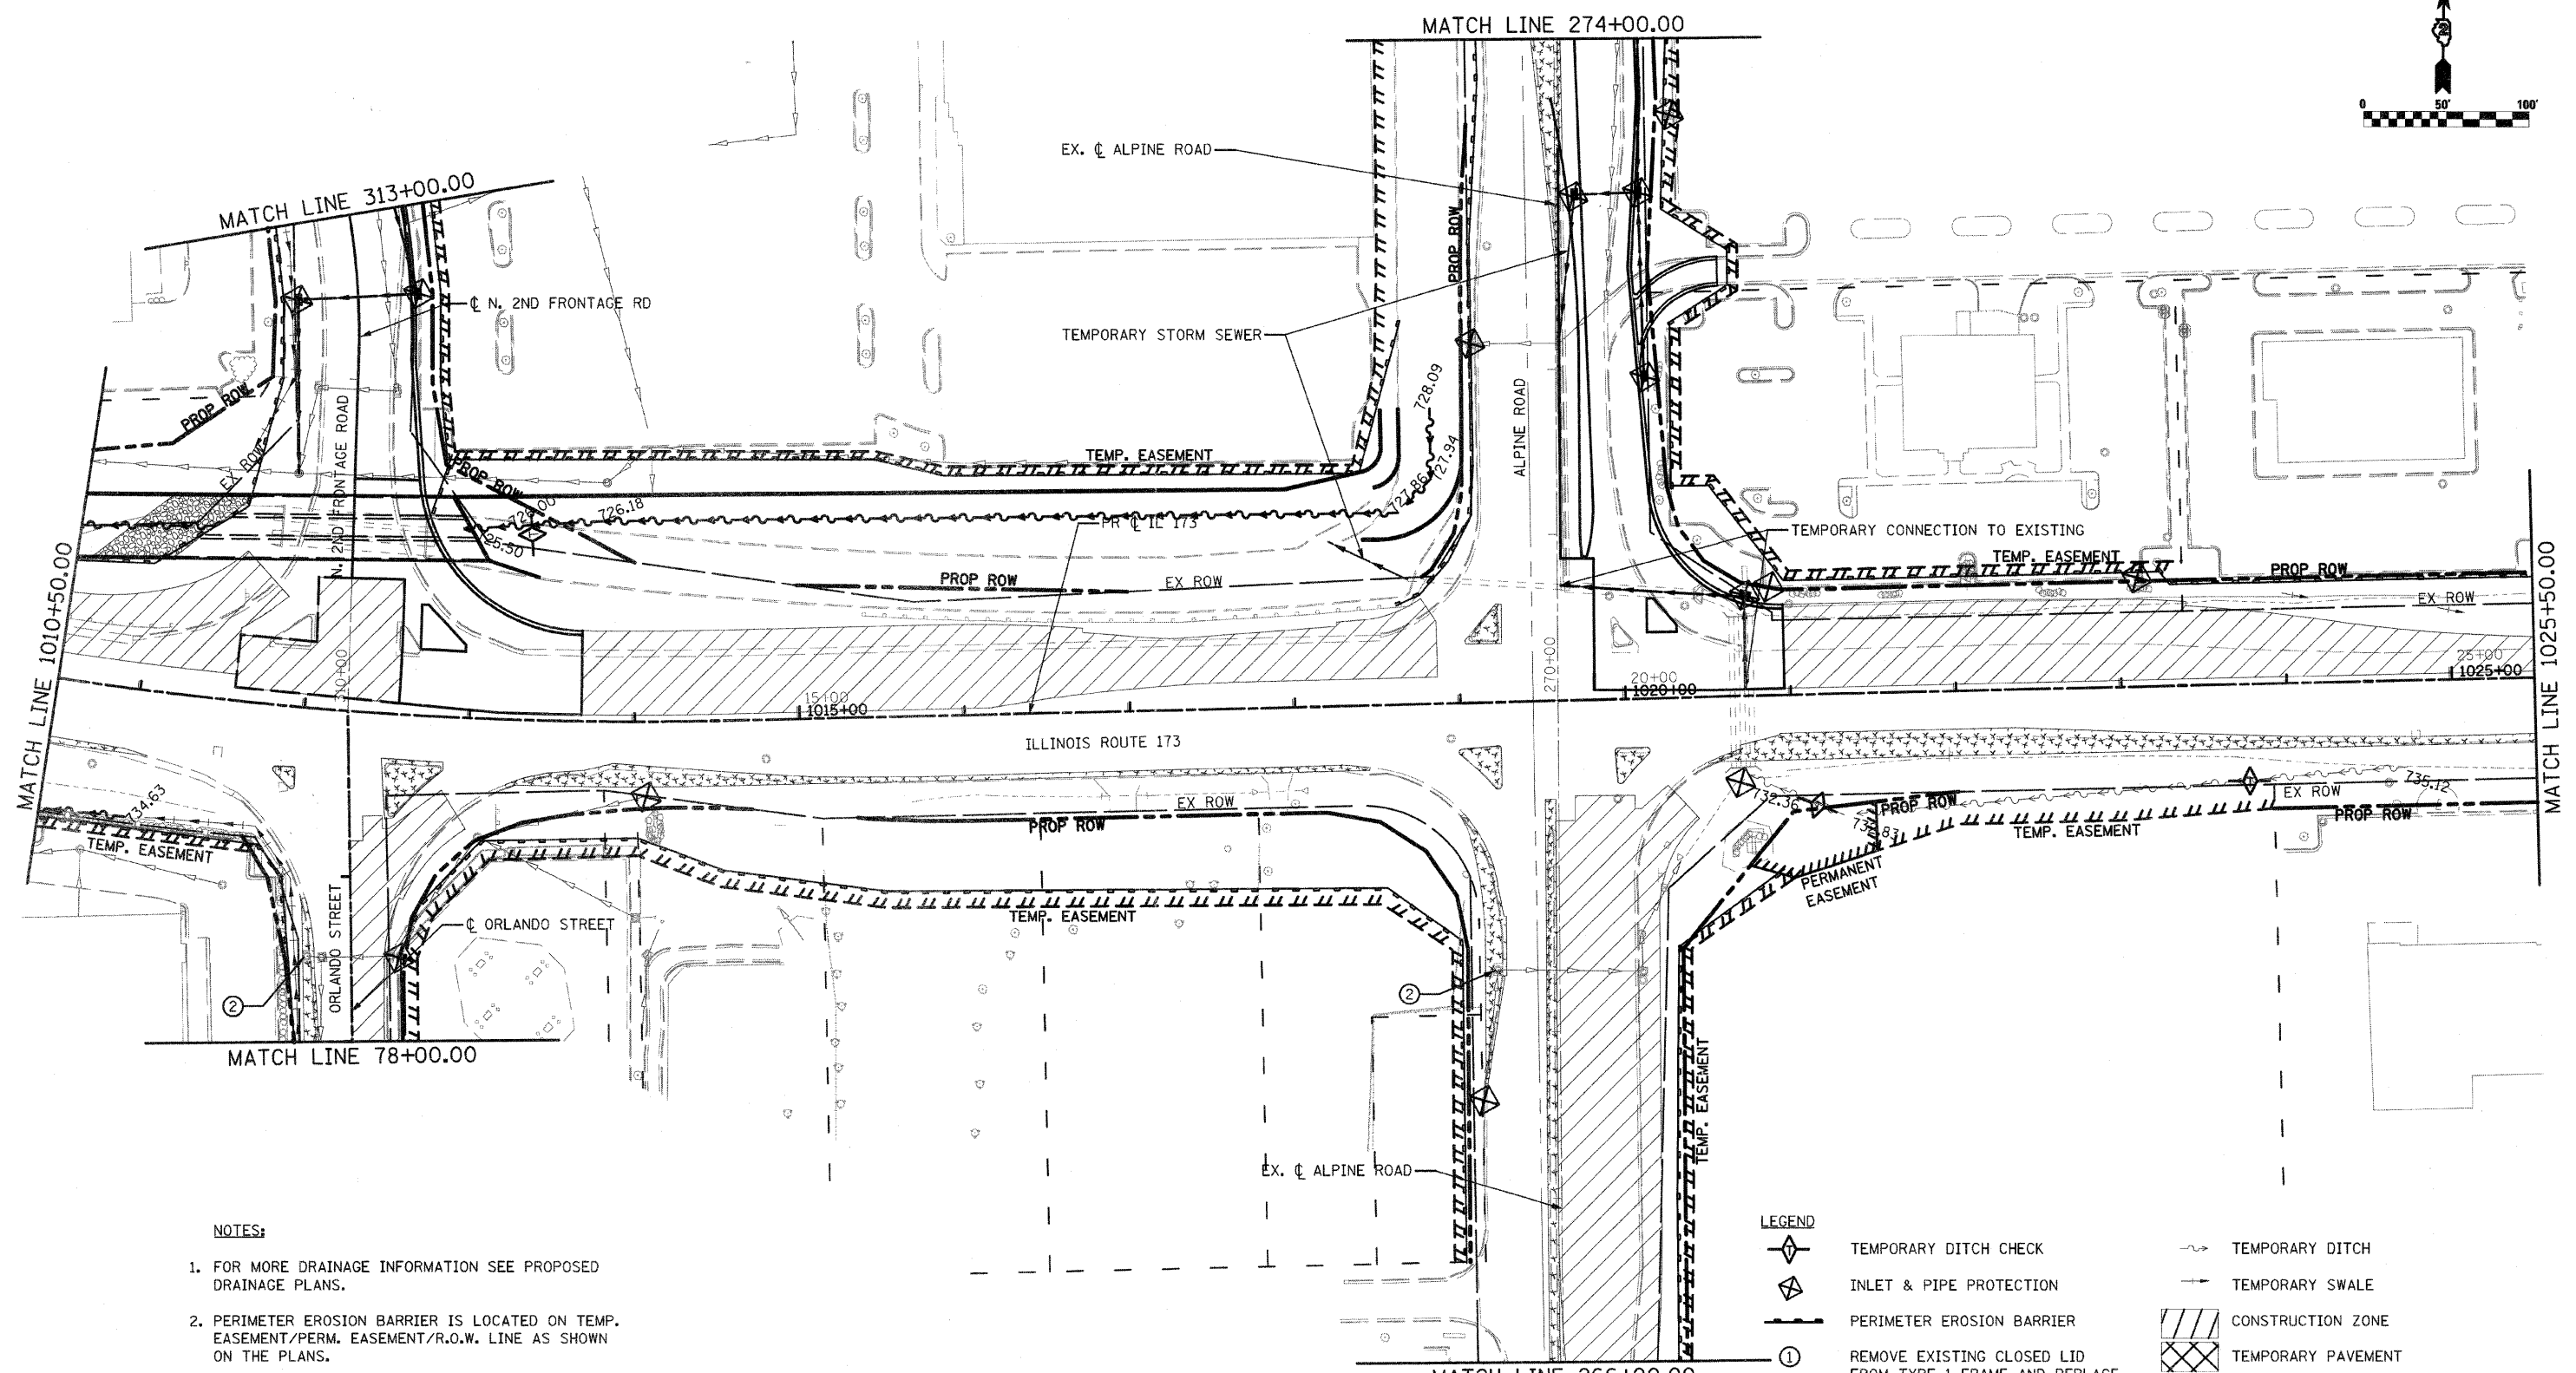 MATCH LINE 274+00.00
0 50' 100'
EX. ℄ ALPINE ROAD
MATCH LINE 313+00.00
PROP ROW
℄ N. 2ND FRONTAGE RD
TEMPORARY STORM SEWER
728.09
ALPINE ROAD
PROP ROW
N. 2ND FRONTAGE ROAD
EX ROW
TEMP. EASEMENT
727.94
PROP ROW
727.86
726.00
726.18
PR ℄ IL 173
TEMPORARY CONNECTION TO EXISTING
TEMP. EASEMENT
PROP ROW
PROP ROW
EX ROW
EX ROW
MATCH LINE 1010+50.00
MATCH LINE 1025+50.00
310+00
270+00
25+00
1025+00
20+00
1020+00
15+00
1015+00
ILLINOIS ROUTE 173
734.63
735.12
EX ROW
732.36
PROP ROW
EX ROW
PROP ROW
PROP ROW
TEMP. EASEMENT
TEMP. EASEMENT
PERMANENT
EASEMENT
TEMP. EASEMENT
ORLANDO STREET
℄ ORLANDO STREET
2
2
MATCH LINE 78+00.00
TEMP. EASEMENT
EX. ℄ ALPINE ROAD
NOTES:
1. FOR MORE DRAINAGE INFORMATION SEE PROPOSED
DRAINAGE PLANS.
2. PERIMETER EROSION BARRIER IS LOCATED ON TEMP.
EASEMENT/PERM. EASEMENT/R.O.W. LINE AS SHOWN
ON THE PLANS.
LEGEND
T TEMPORARY DITCH CHECK
TEMPORARY DITCH
INLET & PIPE PROTECTION
TEMPORARY SWALE
PERIMETER EROSION BARRIER
CONSTRUCTION ZONE
1 REMOVE EXISTING CLOSED LID
TEMPORARY PAVEMENT